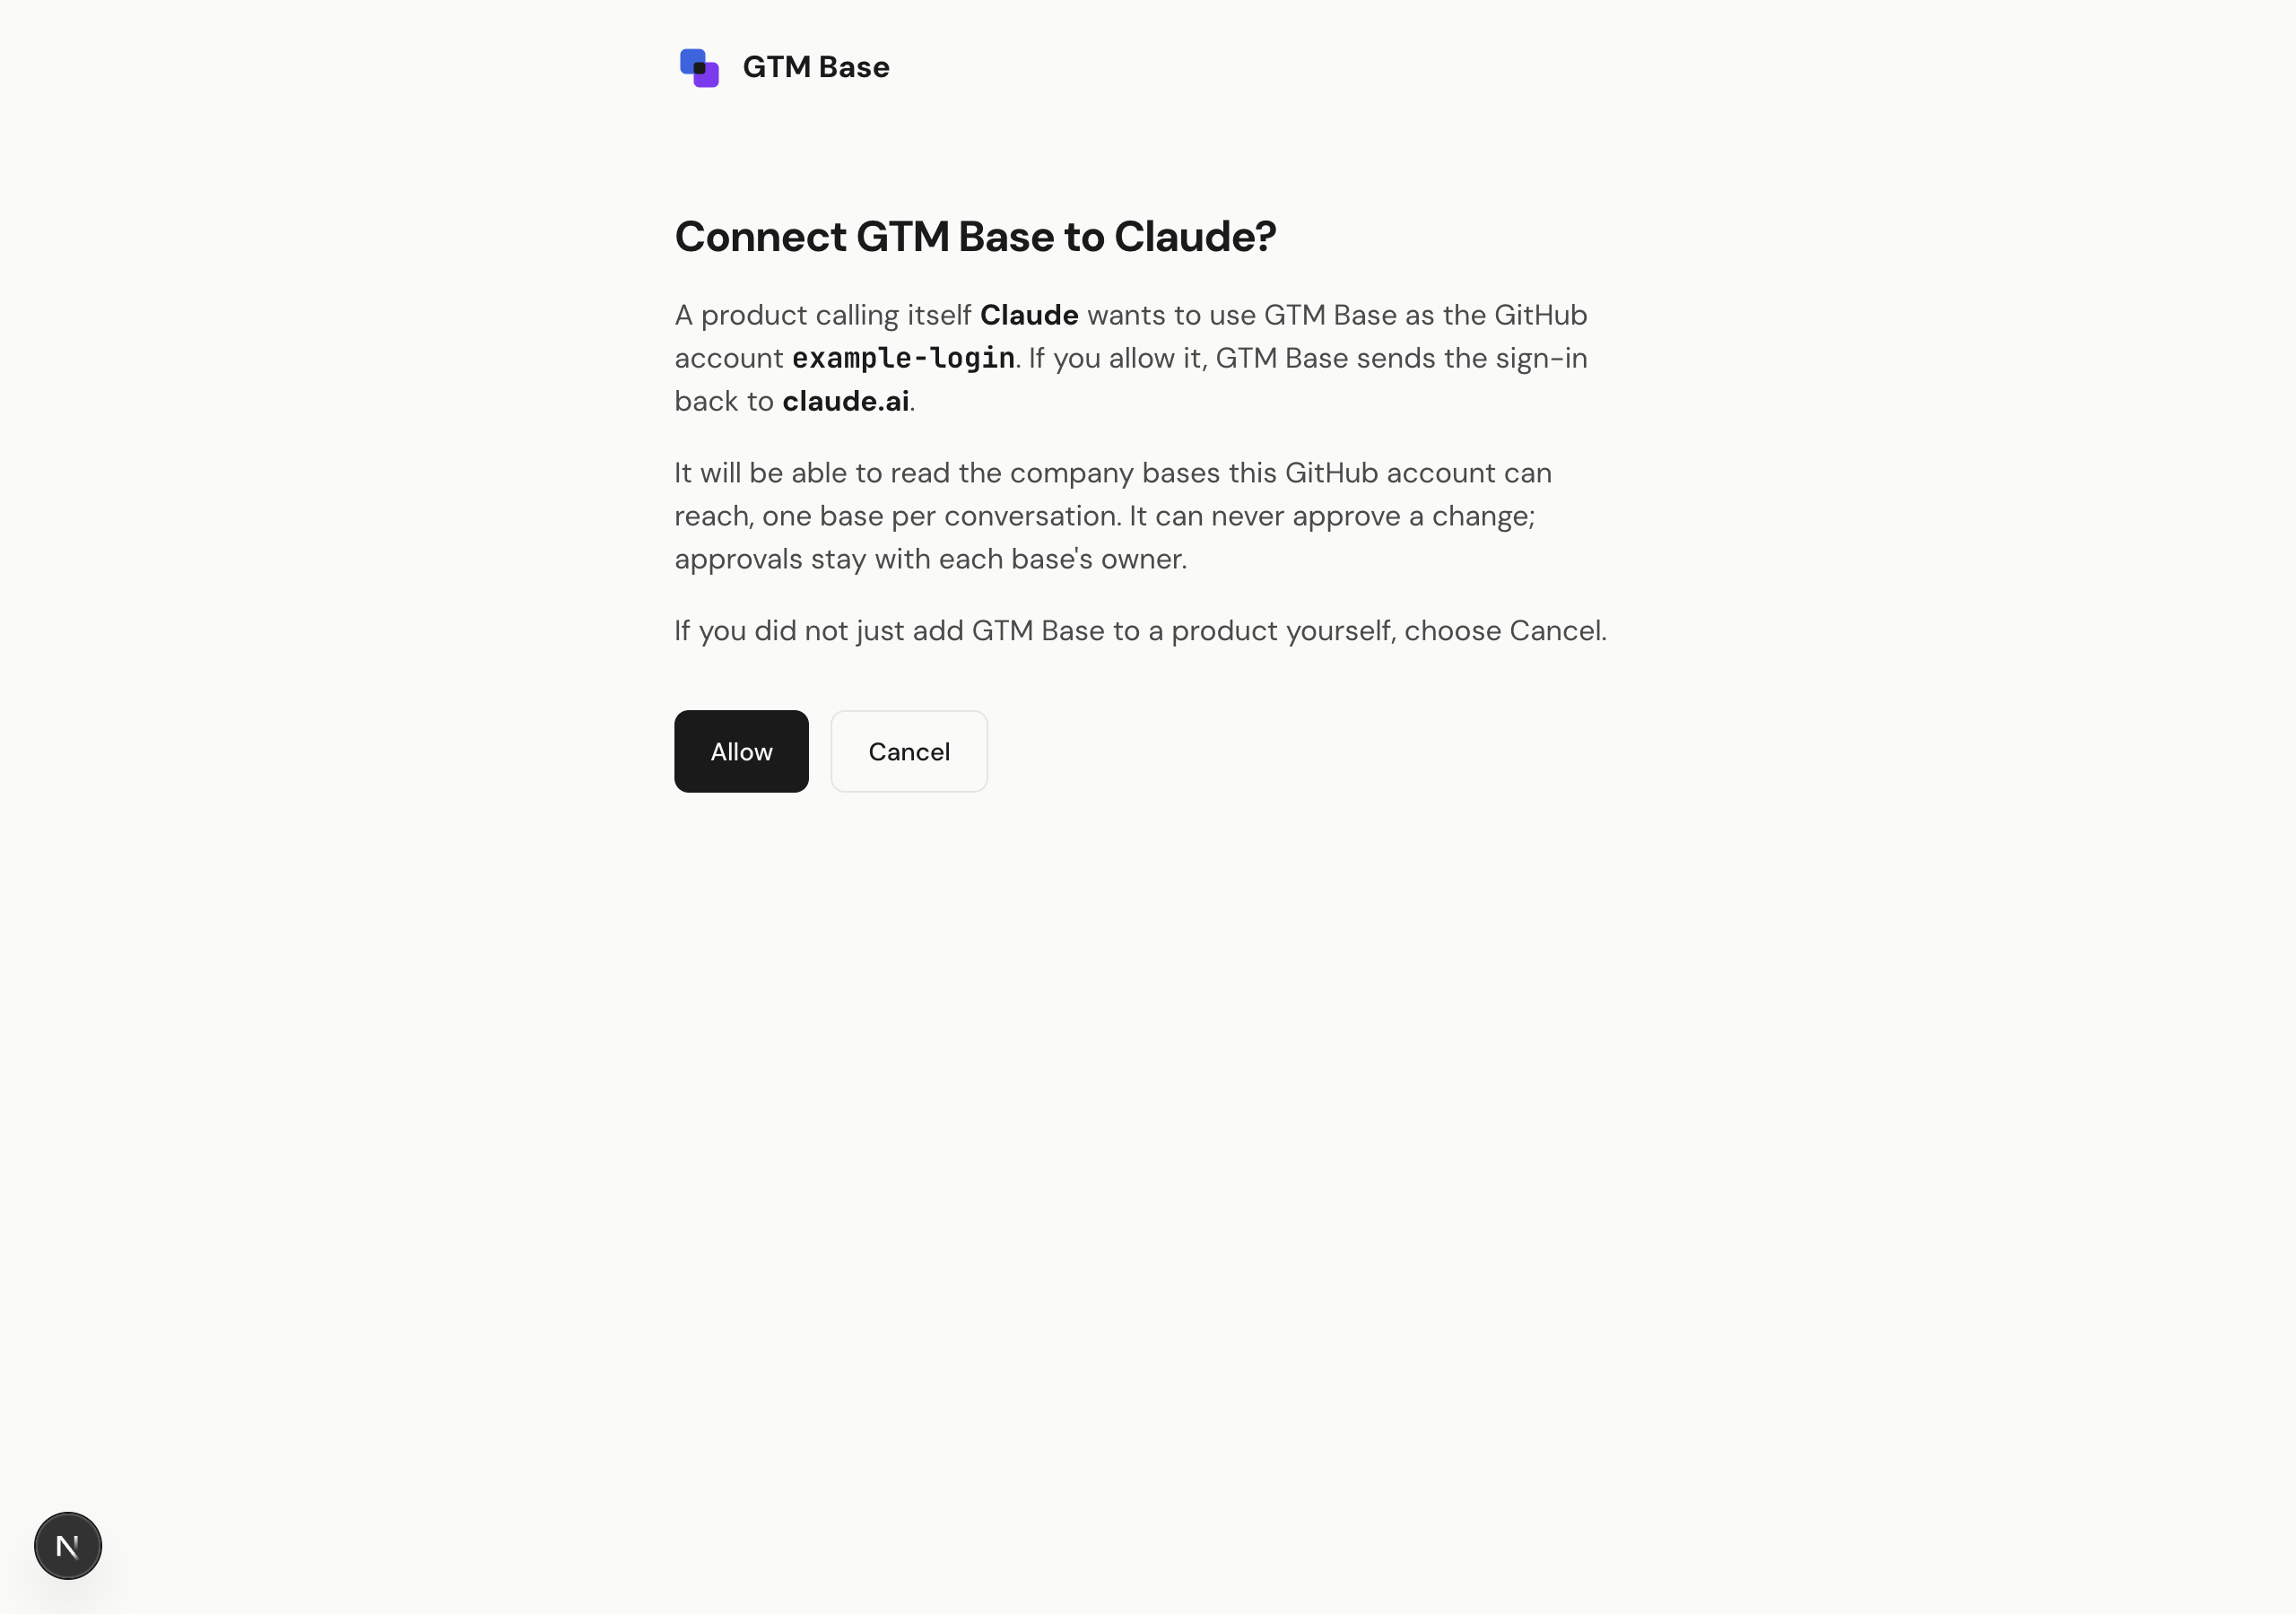 GTM Base
Connect GTM Base to Claude?
A product calling itself Claude wants to use GTM Base as the GitHub
account example-login. If you allow it, GTM Base sends the sign-in
back to claude.ai.
It will be able to read the company bases this GitHub account can
reach, one base per conversation. It can never approve a change;
approvals stay with each base's owner.
If you did not just add GTM Base to a product yourself, choose Cancel.
Allow
Cancel
N